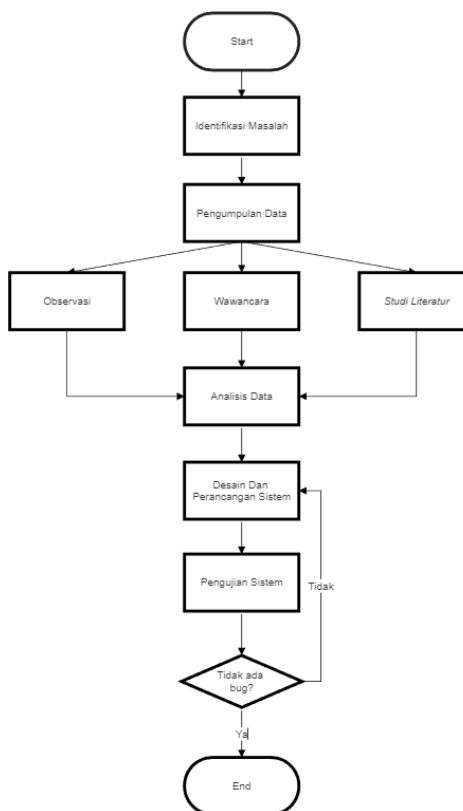 Start
Identifikasi Masalah
Pengumpulan Data
Observasi
Wawancara
Studi Literatur
Analisis Data
Desain Dan
Perancangan Sistem
Pengujian Sistem
Tidak
Tidak ada
bug?
Ya
End